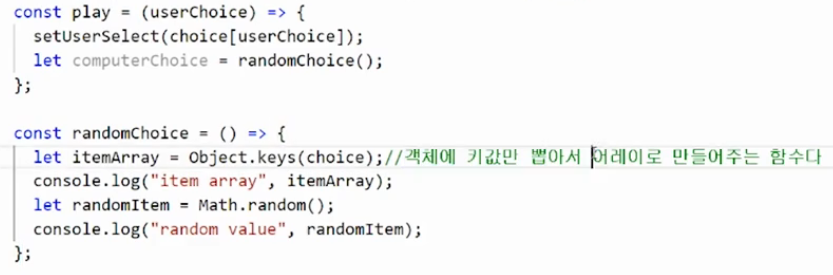 const play = (userChoice) => {
  setUserSelect(choice[userChoice]);
  let computerChoice = randomChoice();
};

const randomChoice = () => {
  let itemArray = Object.keys(choice);//객체에 키값만 뽑아서 어레이로 만들어주는 함수다
  console.log("item array", itemArray);
  let randomItem = Math.random();
  console.log("random value", randomItem);
};